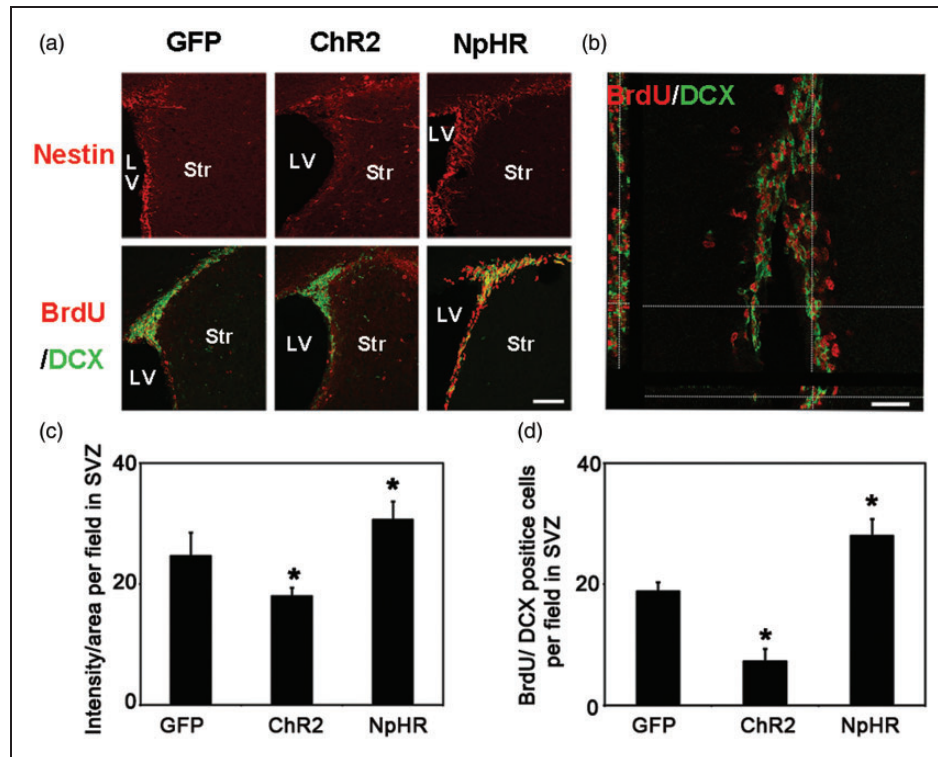 (a)
GFP
ChR2
NpHR
(b)
Nestin
L
V
Str
LV
Str
LV
Str
BrdU/DCX
BrdU
/DCX
LV
Str
LV
Str
LV
Str
(c)
Intensity/area per field in SVZ
40
20
0
*
*
GFP
ChR2
NpHR
(d)
BrdU/ DCX positice cells
per field in SVZ
40
20
0
*
*
GFP
ChR2
NpHR